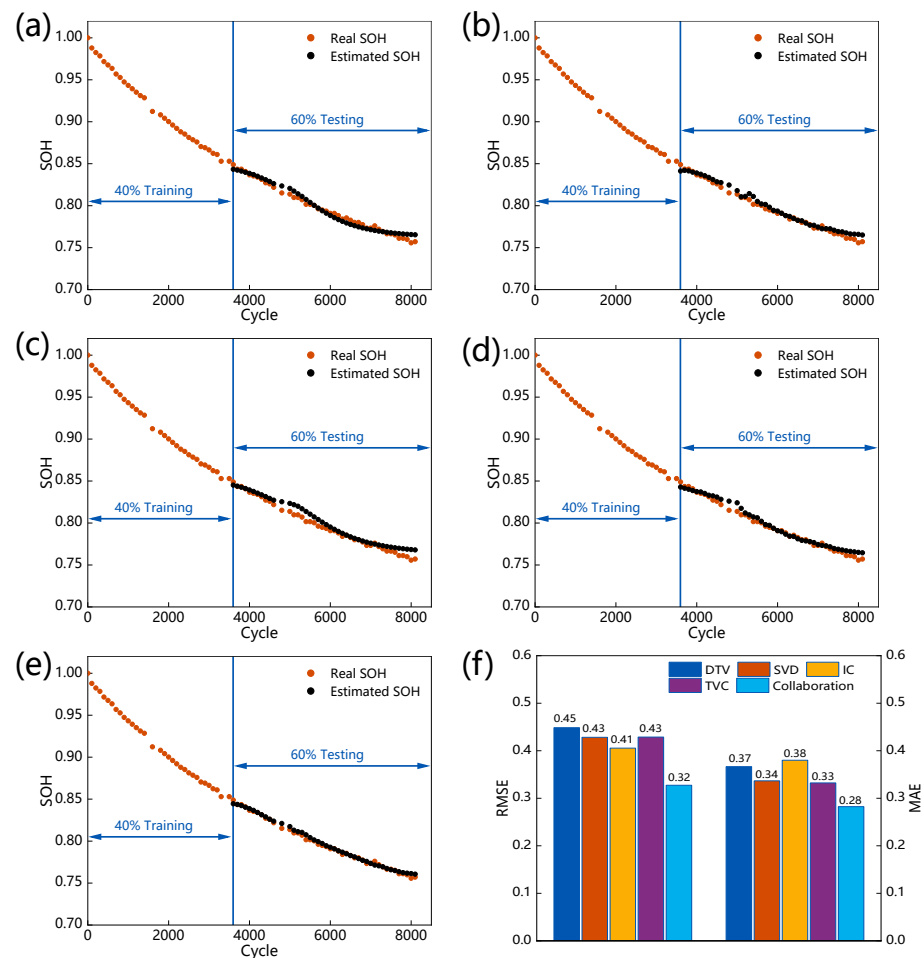 (a)
1.00
0.95
0.90
0.85
0.80
0.75
0.70
SOH
Real SOH
Estimated SOH
60% Testing
40% Training
0 2000 4000 6000 8000
Cycle
(b)
1.00
0.95
0.90
0.85
0.80
0.75
0.70
SOH
Real SOH
Estimated SOH
60% Testing
40% Training
0 2000 4000 6000 8000
Cycle
(c)
1.00
0.95
0.90
0.85
0.80
0.75
0.70
SOH
Real SOH
Estimated SOH
60% Testing
40% Training
0 2000 4000 6000 8000
Cycle
(d)
1.00
0.95
0.90
0.85
0.80
0.75
0.70
SOH
Real SOH
Estimated SOH
60% Testing
40% Training
0 2000 4000 6000 8000
Cycle
(e)
1.00
0.95
0.90
0.85
0.80
0.75
0.70
SOH
Real SOH
Estimated SOH
60% Testing
40% Training
0 2000 4000 6000 8000
Cycle
(f)
0.6
0.5
0.4
0.3
0.2
0.1
0.0
RMSE
DTV SVD IC
TVC Collaboration
0.45 0.43 0.41 0.43 0.32
0.37 0.34 0.38 0.33 0.28
0.6
0.5
0.4
0.3
0.2
0.1
0.0
MAE